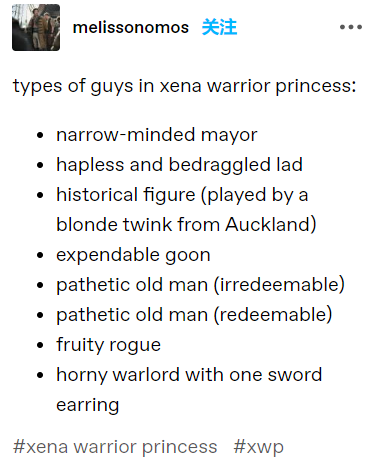 melissonomos 关注
types of guys in xena warrior princess:
• narrow-minded mayor
• hapless and bedraggled lad
• historical figure (played by a
blonde twink from Auckland)
• expendable goon
• pathetic old man (irredeemable)
• pathetic old man (redeemable)
• fruity rogue
• horny warlord with one sword
earring
#xena warrior princess #xwp